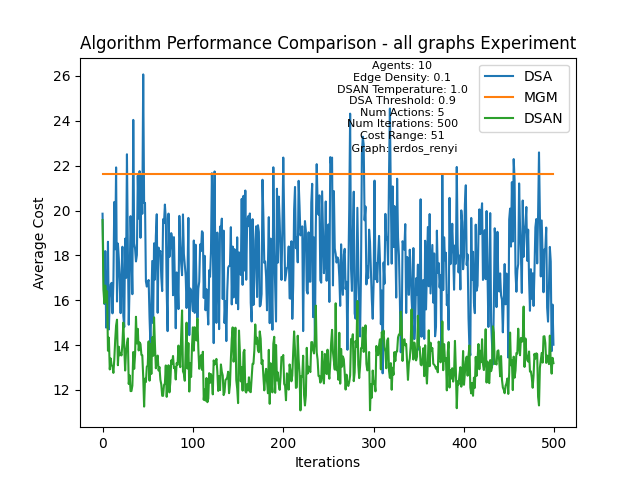 Algorithm Performance Comparison - all graphs Experiment
Agents: 10
Edge Density: 0.1
DSAN Temperature: 1.0
DSA Threshold: 0.9
Num Actions: 5
Num Iterations: 500
Cost Range: 51
Graph: erdos_renyi
DSA
MGM
DSAN
Average Cost
26
24
22
20
18
16
14
12
0
100
200
300
400
500
Iterations